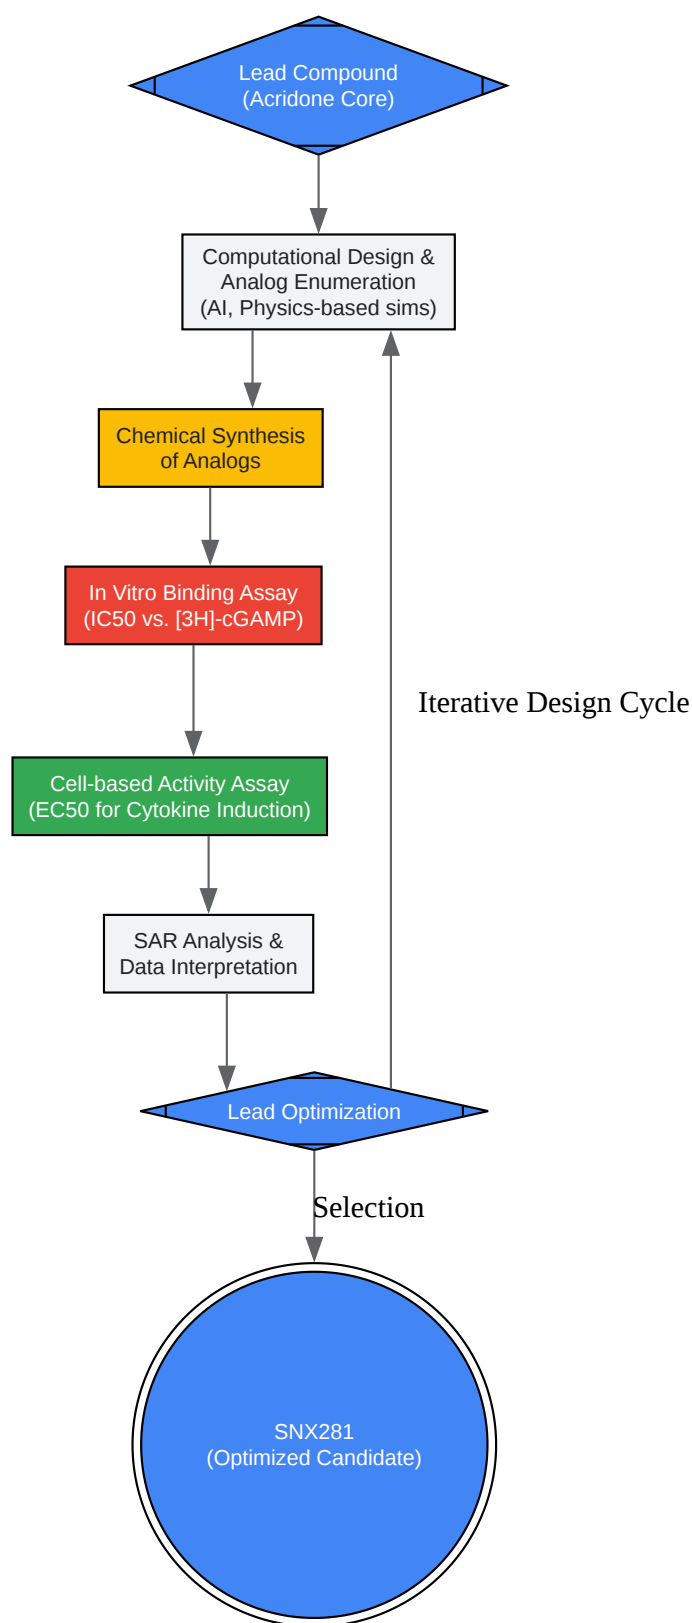 Lead Compound
(Acridone Core)
Computational Design &
Analog Enumeration
(AI, Physics-based sims)
Chemical Synthesis
of Analogs
In Vitro Binding Assay
(IC50 vs. [3H]-cGAMP)
Iterative Design Cycle
Cell-based Activity Assay
(EC50 for Cytokine Induction)
SAR Analysis &
Data Interpretation
Lead Optimization
Selection
SNX281
(Optimized Candidate)